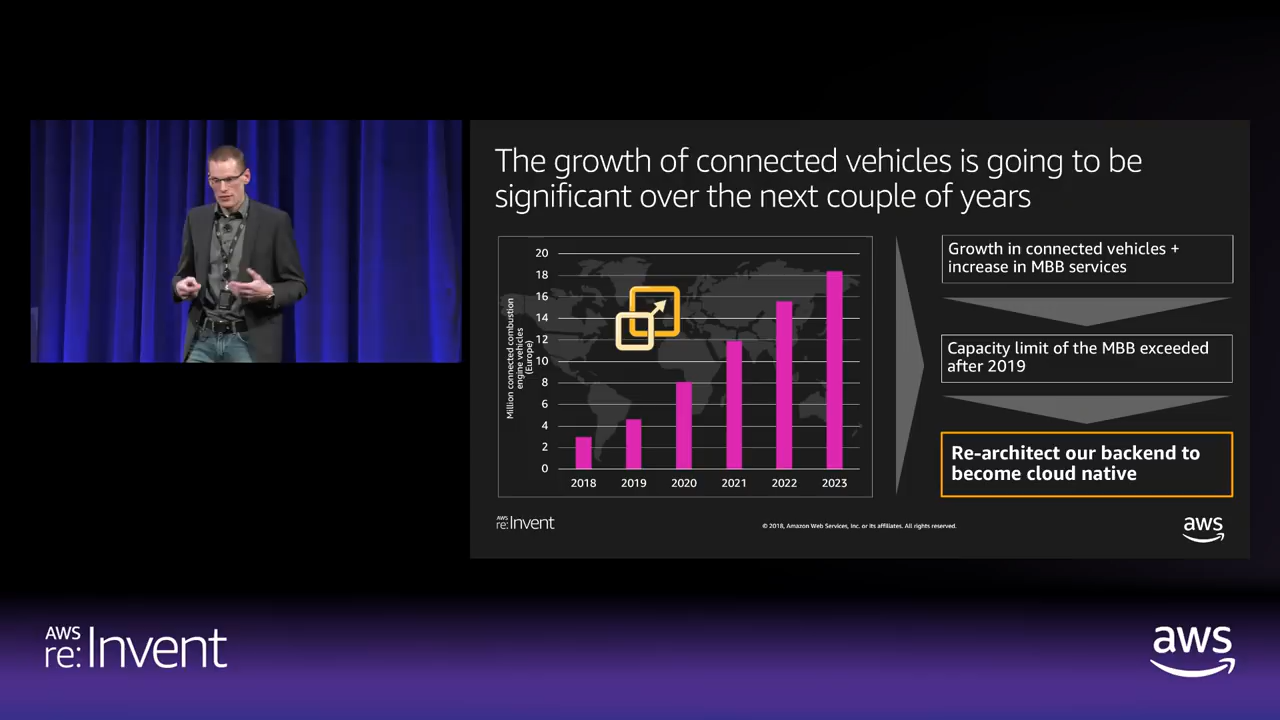 The growth of connected vehicles is going to be
significant over the next couple of years
Million connected combustion
engine vehicles
(Europe)
20
18
16
14
12
10
8
6
4
2
0
2018
2019
2020
2021
2022
2023
Growth in connected vehicles +
increase in MBB services
Capacity limit of the MBB exceeded
after 2019
Re-architect our backend to
become cloud native
AWS
re:Invent
© 2018, Amazon Web Services, Inc. or its affiliates. All rights reserved.
aws
AWS
re:Invent
aws